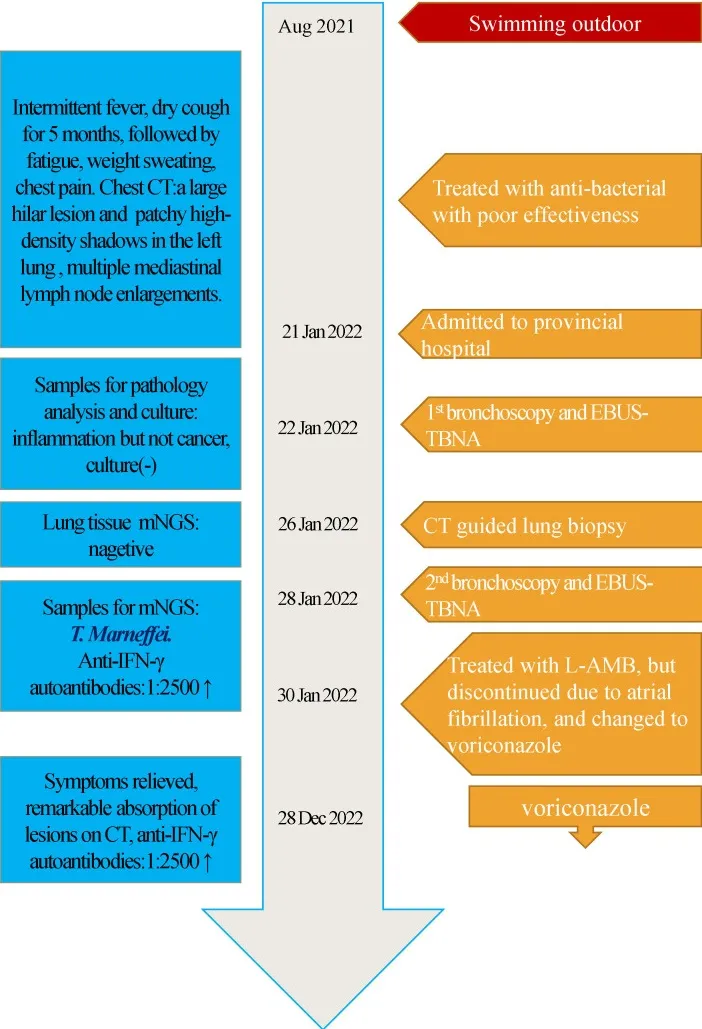 Aug 2021
Swimming outdoor
Intermittent fever, dry cough
for 5 months, followed by
fatigue, weight sweating,
chest pain. Chest CT:a large
hilar lesion and patchy high-
density shadows in the left
lung , multiple mediastinal
lymph node enlargements.
Treated with anti-bacterial
with poor effectiveness
21 Jan 2022
Admitted to provincial
hospital
Samples for pathology
analysis and culture:
inflammation but not cancer,
culture(-)
22 Jan 2022
1st bronchoscopy and EBUS-
TBNA
Lung tissue mNGS:
nagetive
26 Jan 2022
CT guided lung biopsy
Samples for mNGS:
T. Marneffei.
Anti-IFN-γ
autoantibodies:1:2500↑
28 Jan 2022
2nd bronchoscopy and EBUS-
TBNA
30 Jan 2022
Treated with L-AMB, but
discontinued due to atrial
fibrillation, and changed to
voriconazole
Symptoms relieved,
remarkable absorption of
lesions on CT, anti-IFN-γ
autoantibodies:1:2500↑
28 Dec 2022
voriconazole